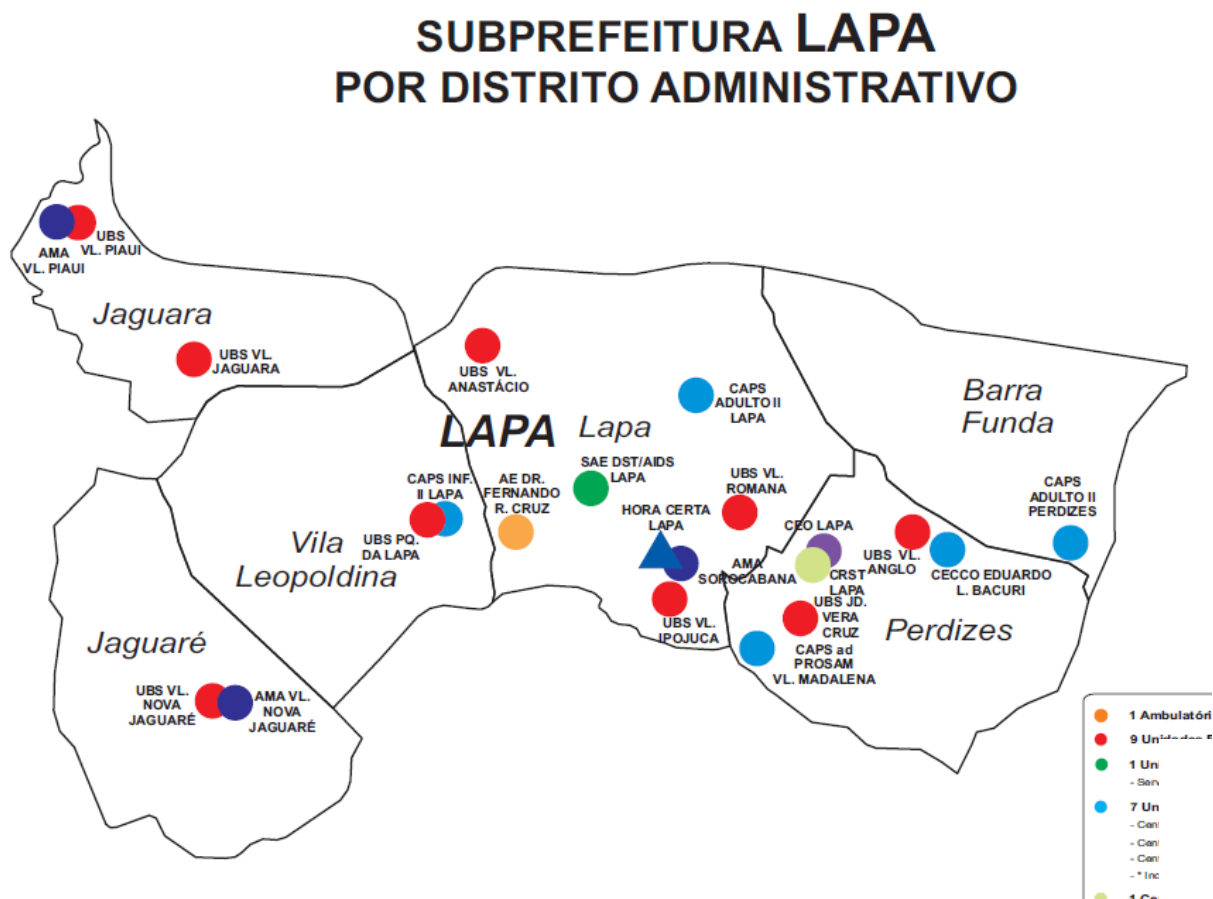 SUBPREFEITURA LAPA
POR DISTRITO ADMINISTRATIVO
UBS
VL. PIAUI
AMA
VL. PIAUI
Jaguara
UBS VL.
JAGUARA
UBS VL.
ANASTÁCIO
CAPS
ADULTO II
LAPA
Barra
Funda
LAPA
Lapa
SAE DST/AIDS
LAPA
CAPS INF.
II LAPA
AE DR.
FERNANDO
R. CRUZ
UBS VL.
ROMANA
HORA CERTA
LAPA
CAPS
ADULTO II
PERDIZES
CEO LAPA
UBS PQ.
DA LAPA
Vila
Leopoldina
AMA
SOROCABANA
CRST
LAPA
UBS VL.
ANGLO
CECCO EDUARDO
L. BACURI
UBS JD.
VERA
CRUZ
UBS VL.
IPOJUCA
Perdizes
CAPS ad
PROSAM
VL. MADALENA
Jaguaré
UBS VL.
NOVA
JAGUARÉ
AMA VL.
NOVA
JAGUARÉ
1
9
1
7
1